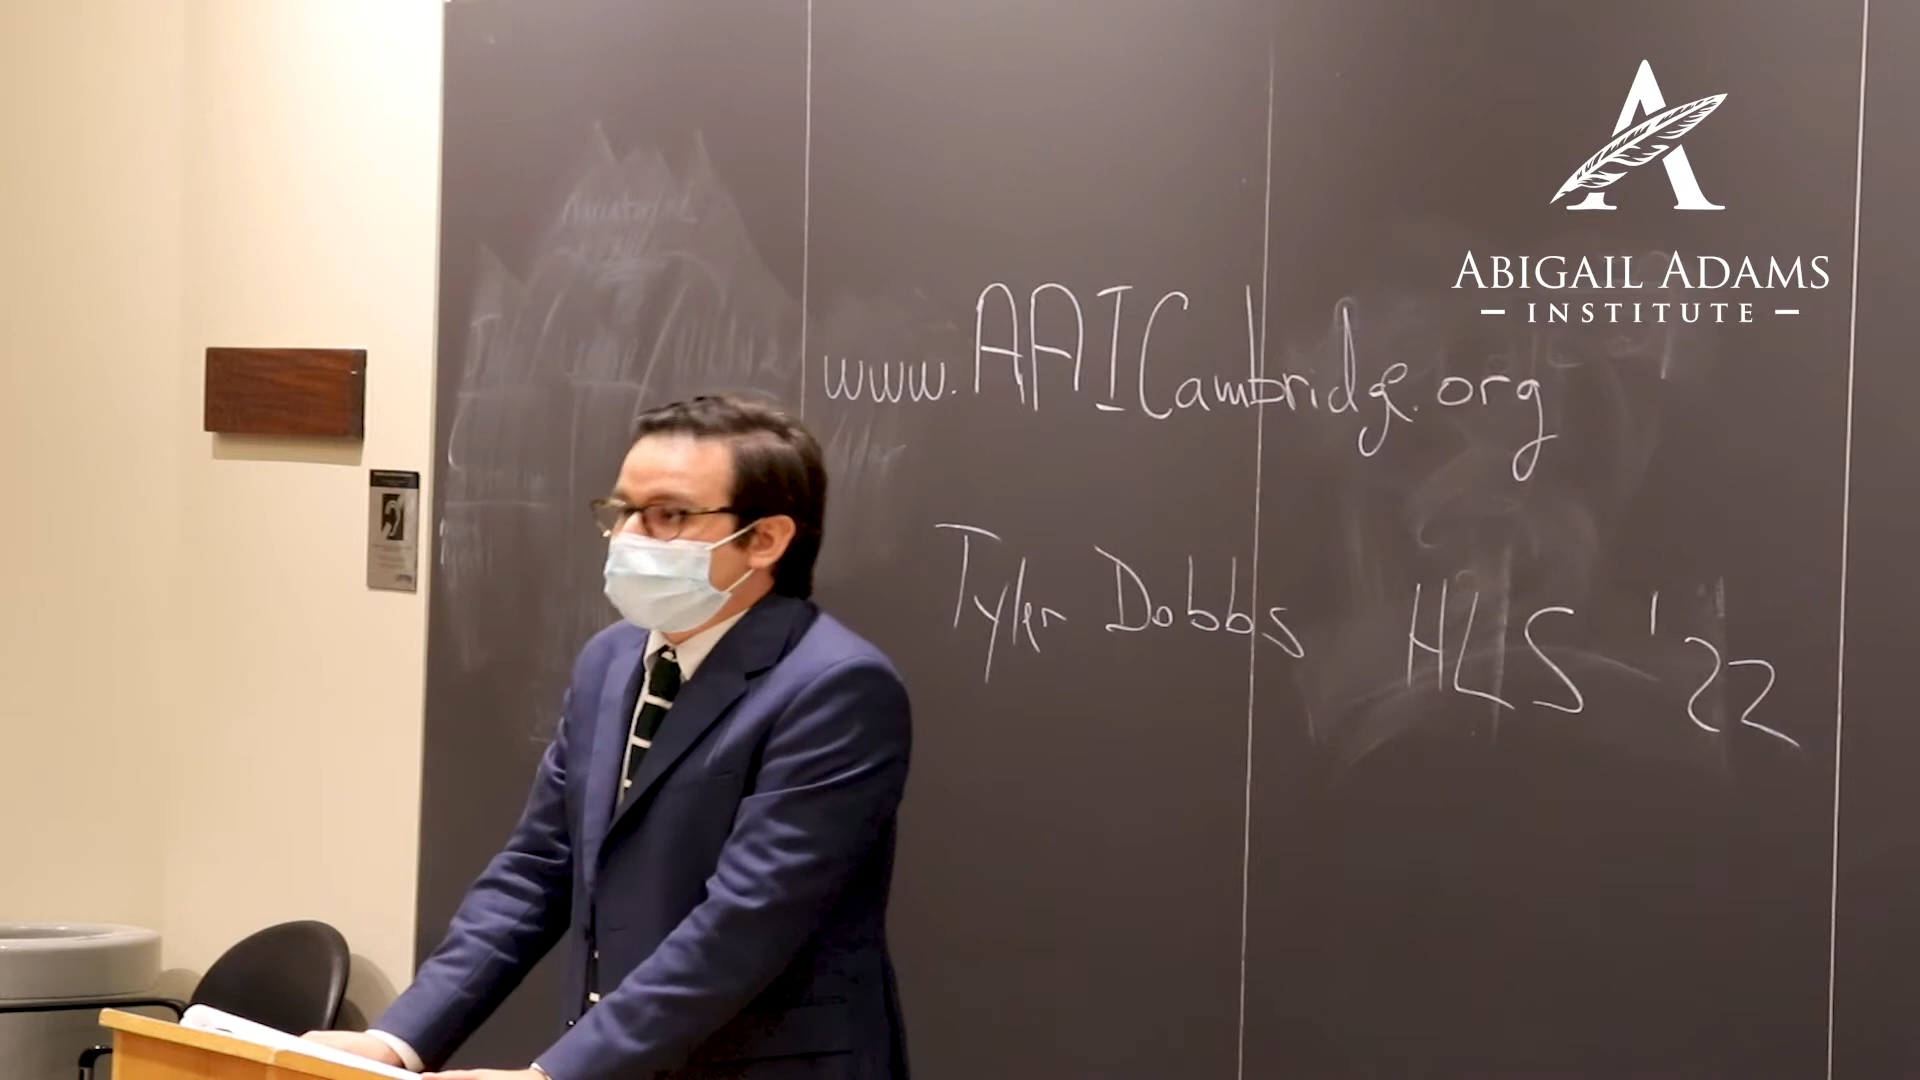 ABIGAIL ADAMS
INSTITUTE
www.AAICambridge.org
Tyler Dobbs HLS '22